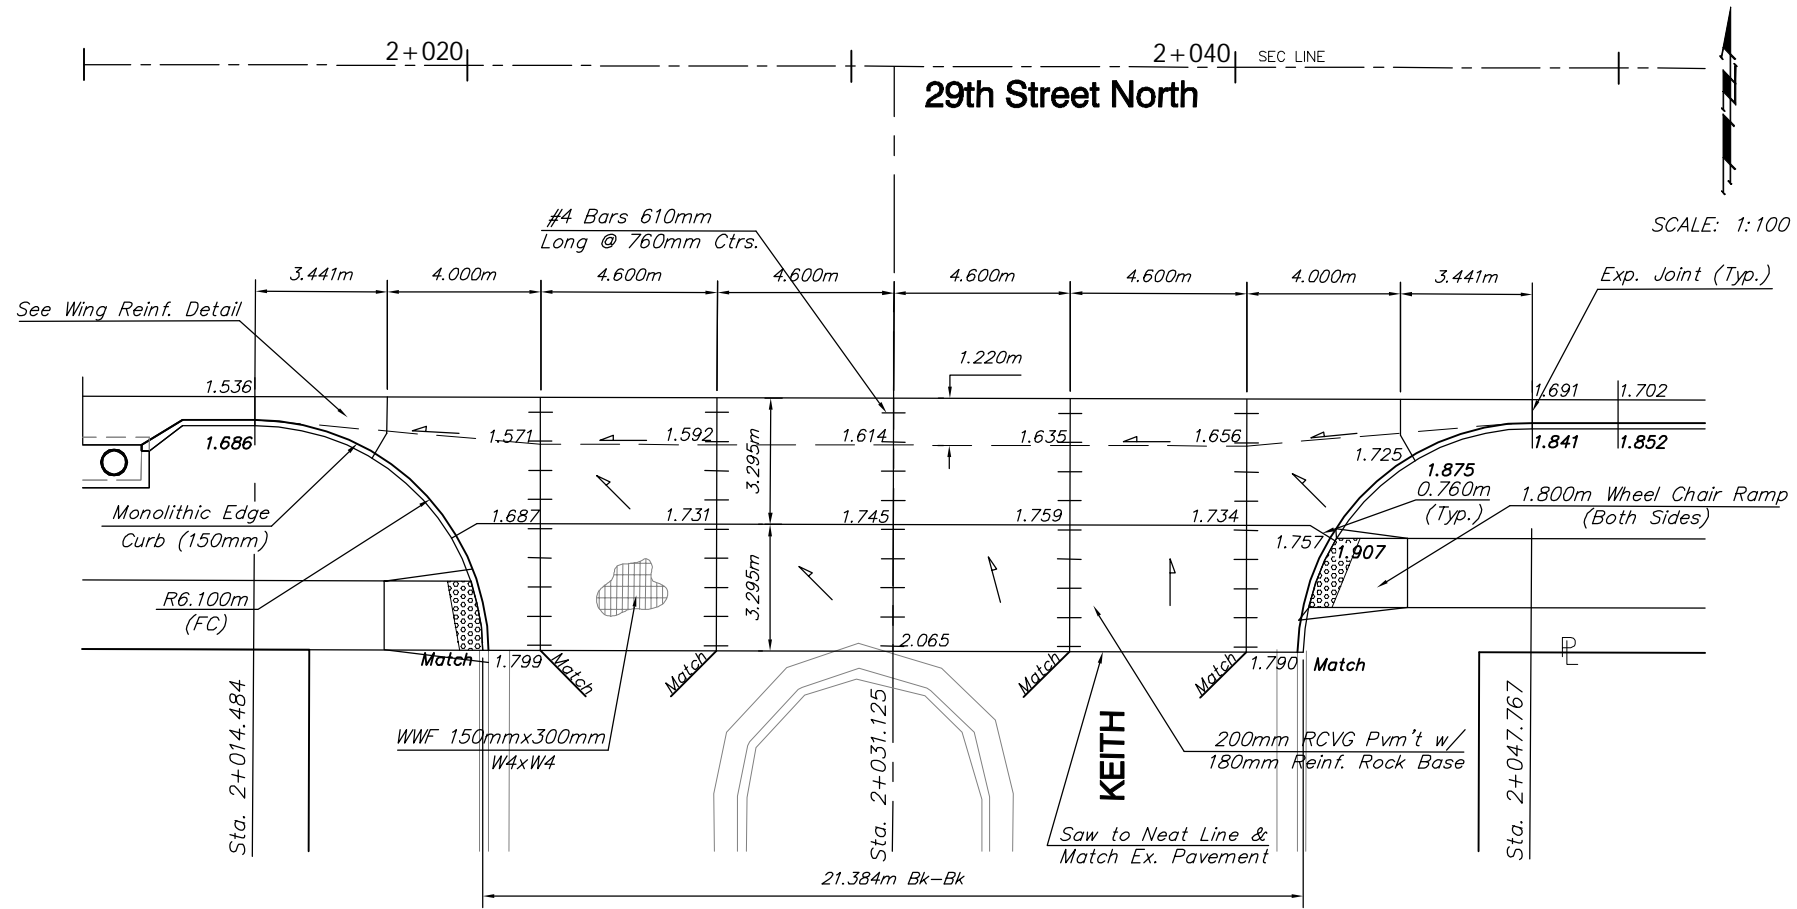 2+020
2+040
SEC LINE
29th Street North
SCALE: 1:100
#4 Bars 610mm
Long @ 760mm Ctrs.
3.441m
4.000m
4.600m
4.600m
4.600m
4.600m
4.000m
3.441m
Exp. Joint (Typ.)
See Wing Reinf. Detail
1.220m
1.536
1.691
1.702
1.686
1.571
1.592
1.614
1.635
1.656
1.725
1.841
1.852
3.295m
1.875
0.760m
(Typ.)
1.800m Wheel Chair Ramp
(Both Sides)
Monolithic Edge
Curb (150mm)
1.687
1.731
1.745
1.759
1.734
1.757
1.907
3.295m
R6.100m
(FC)
2.065
Match
1.799
Match
Match
Match
Match
1.790
Match
PL
Sta. 2+014.484
Sta. 2+031.125
Sta. 2+047.767
WWF 150mmx300mm
W4xW4
KEITH
200mm RCVG Pvm't w/
180mm Reinf. Rock Base
Saw to Neat Line &
Match Ex. Pavement
21.384m Bk-Bk